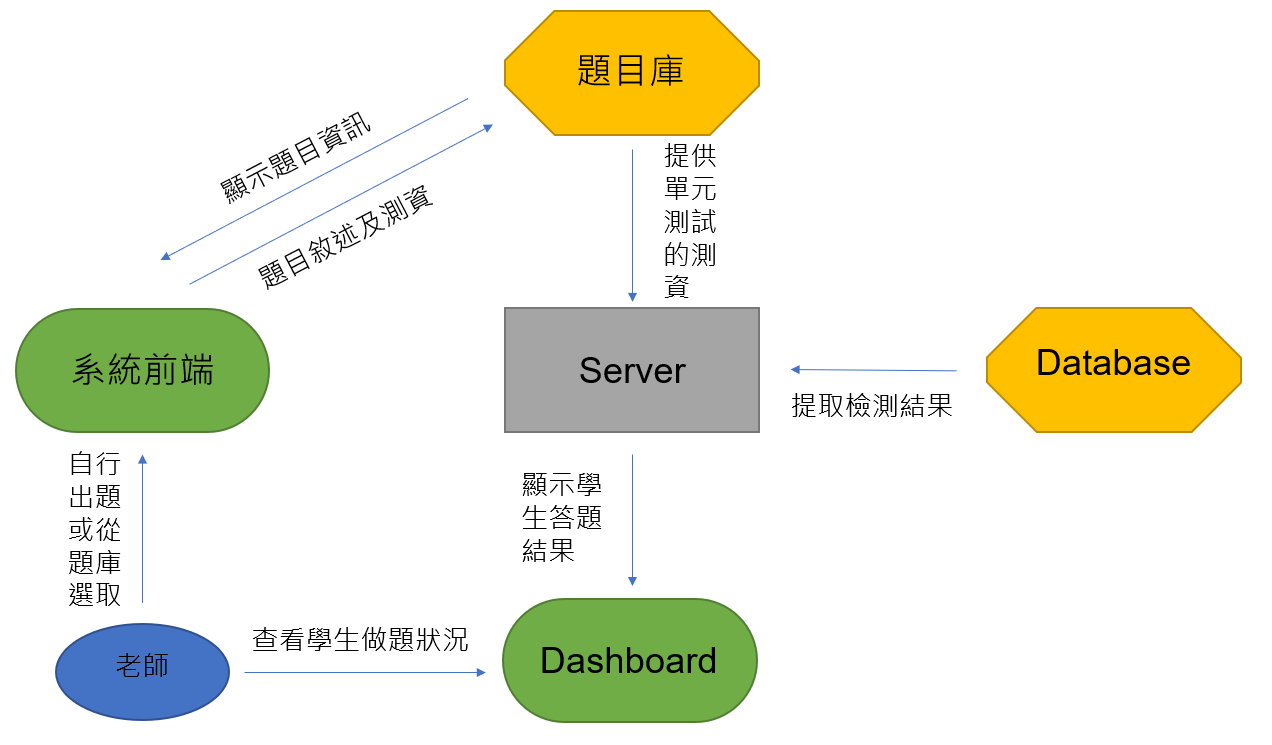 題目庫
顯示題目資訊
題目敘述及測資
提供
單元
測試
的測
資
系統前端
Server
Database
提取檢測結果
自行
出題
或從
題庫
選取
顯示學
生答題
結果
老師
查看學生做題狀況
Dashboard